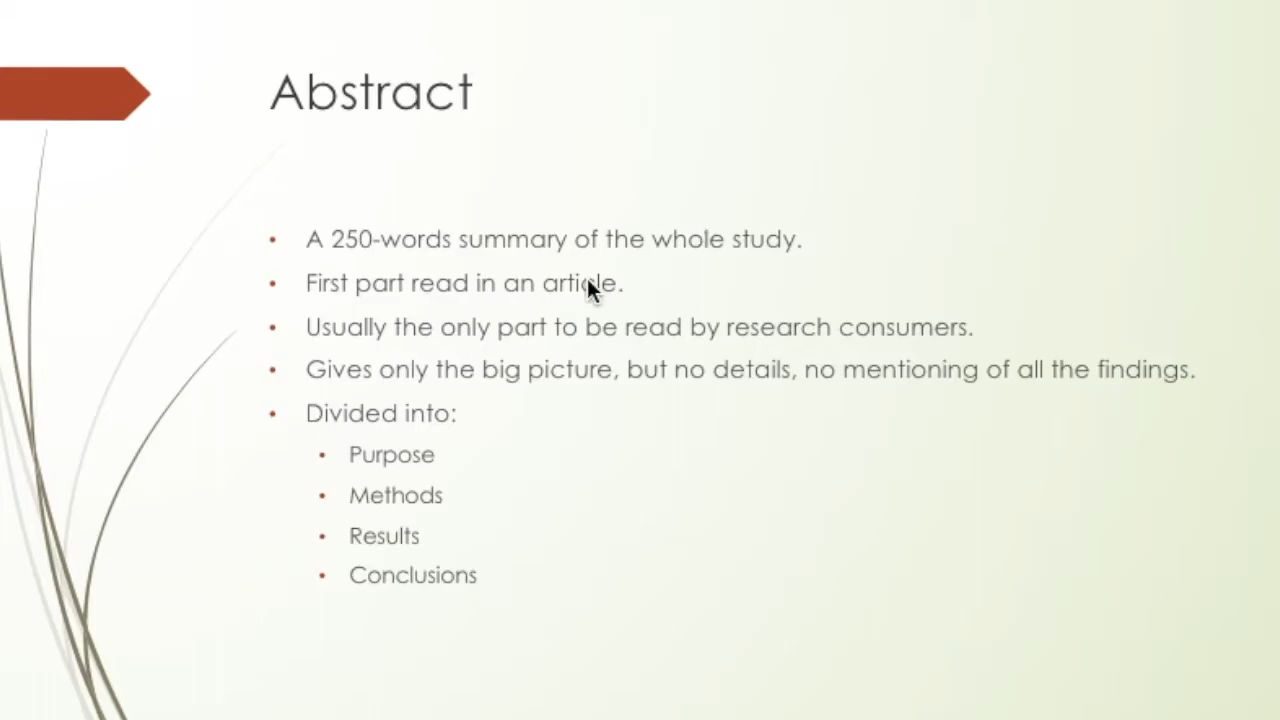 Abstract
• A 250-words summary of the whole study.
• First part read in an article.
• Usually the only part to be read by research consumers.
• Gives only the big picture, but no details, no mentioning of all the findings.
• Divided into:
• Purpose
• Methods
• Results
• Conclusions